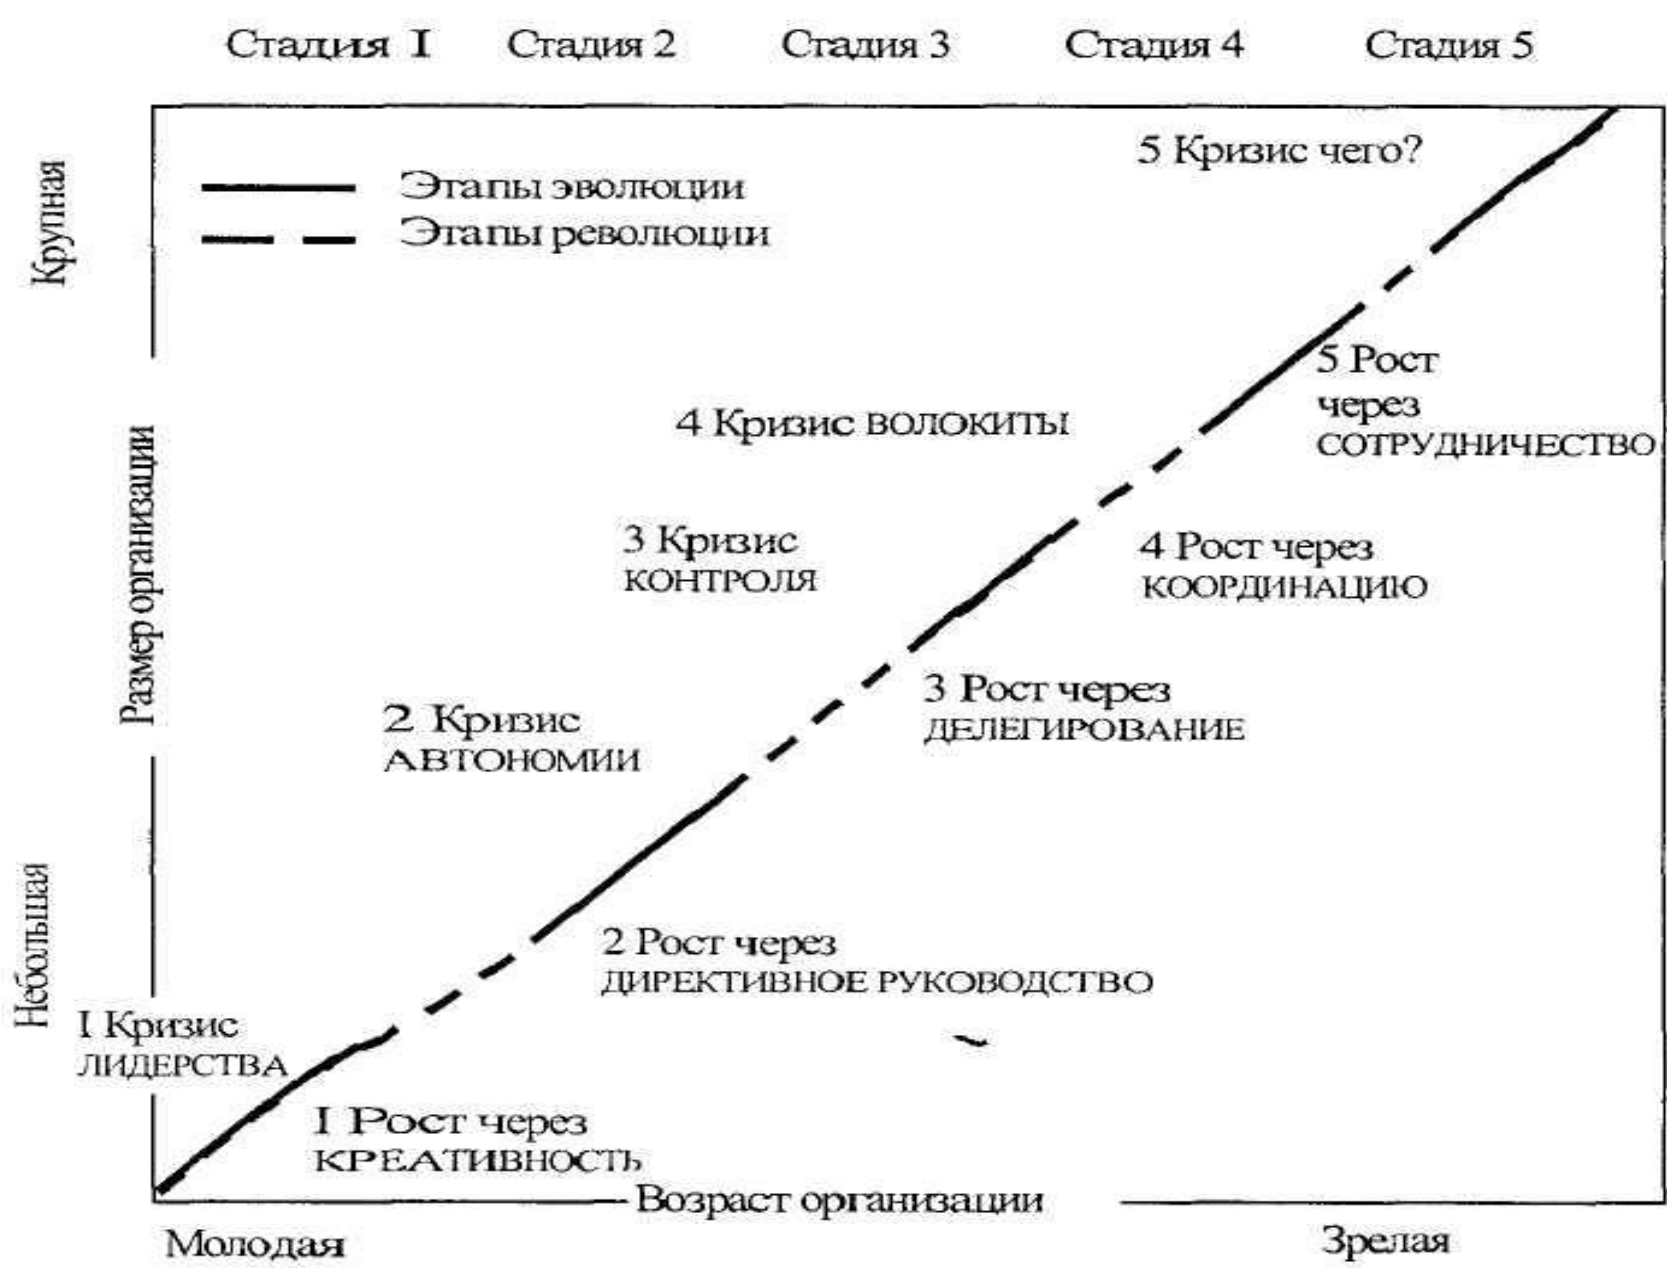 Стадия I Стадия 2 Стадия 3 Стадия 4 Стадия 5
5 Кризис чего?
Крупная
Этапы эволюции
Этапы революции
5 Рост
через
СОТРУДНИЧЕСТВО
4 Кризис ВОЛОКИТЫ
Размер организации
3 Кризис
КОНТРОЛЯ
4 Рост через
КООРДИНАЦИЮ
3 Рост через
ДЕЛЕГИРОВАНИЕ
2 Кризис
АВТОНОМИИ
Небольшая
2 Рост через
ДИРЕКТИВНОЕ РУКОВОДСТВО
I Кризис
ЛИДЕРСТВА
I Рост через
КРЕАТИВНОСТЬ
Возраст организации
Молодая
Зрелая